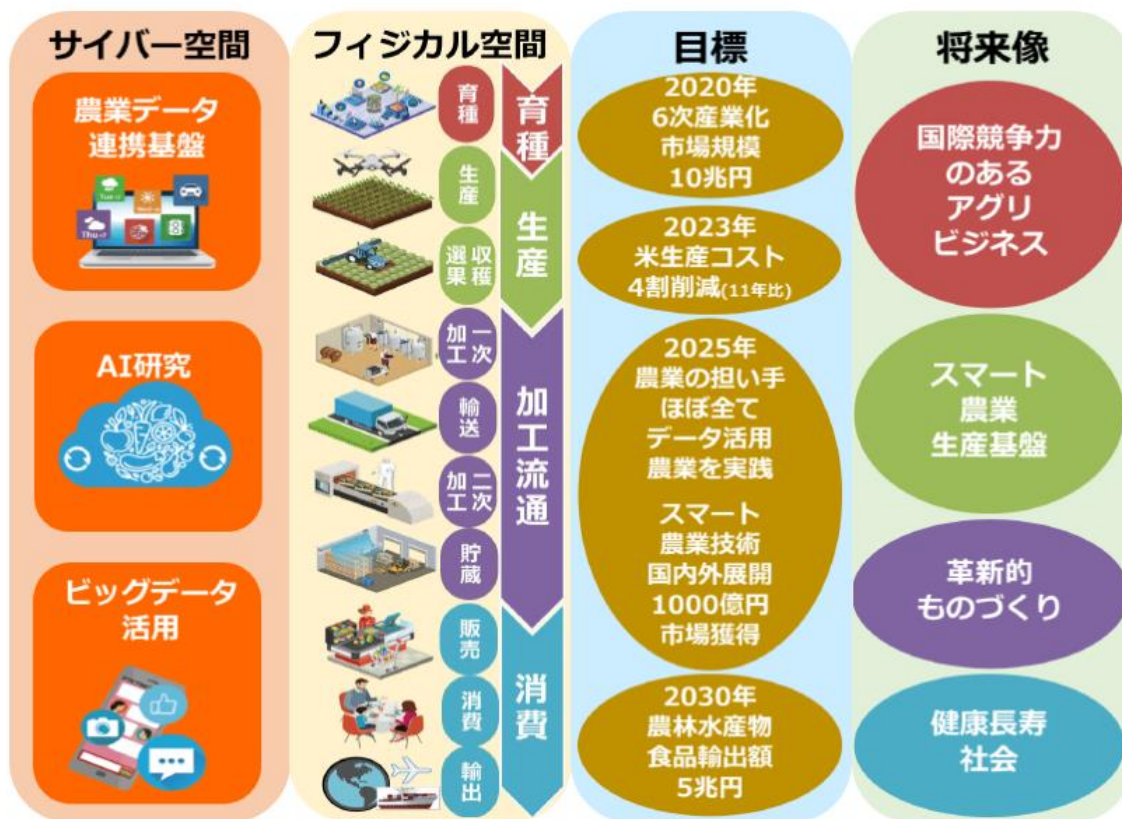 サイバー空間
農業データ
連携基盤
AI研究
ビッグデータ
活用
フィジカル空間
育種
生産
収穫
選果
一次
加工
輸送
二次
加工
貯蔵
販売
消費
輸出
育種
生産
加工流通
消費
目標
2020年
6次産業化
市場規模
10兆円
2023年
米生産コスト
4割削減(11年比)
2025年
農業の担い手
ほぼ全て
データ活用
農業を実践
スマート
農業技術
国内外展開
1000億円
市場獲得
2030年
農林水産物
食品輸出額
5兆円
将来像
国際競争力
のある
アグリ
ビジネス
スマート
農業
生産基盤
革新的
ものづくり
健康長寿
社会